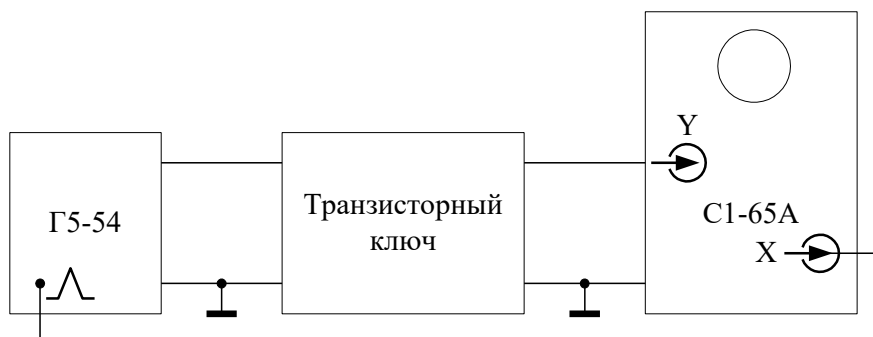 Y
Г5-54
Транзисторный
ключ
С1-65А
X